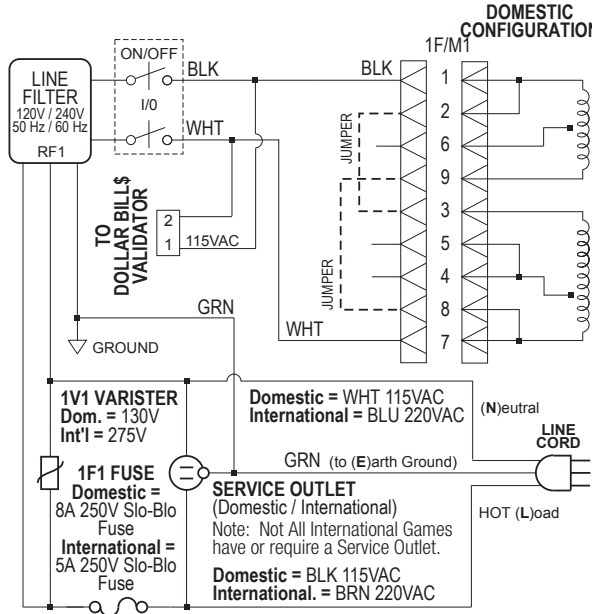 DOMESTIC
CONFIGURATION
1F/M1
LINE
FILTER
120V / 240V
50 Hz / 60 Hz
RF1
ON/OFF
I/0
BLK
WHT
BLK
1
2
6
9
3
5
4
8
7
JUMPER
JUMPER
TO
DOLLAR BILL$
VALIDATOR
2
1
115VAC
GRN
GROUND
WHT
1V1 VARISTER
Dom. = 130V
Int'l = 275V
Domestic = WHT 115VAC
International = BLU 220VAC
(N)eutral
LINE
CORD
1F1 FUSE
Domestic =
8A 250V Slo-Blo
Fuse
International =
5A 250V Slo-Blo
Fuse
GRN (to (E)arth Ground)
SERVICE OUTLET
(Domestic / International)
Note: Not All International Games
have or require a Service Outlet.
HOT (L)oad
Domestic = BLK 115VAC
International. = BRN 220VAC